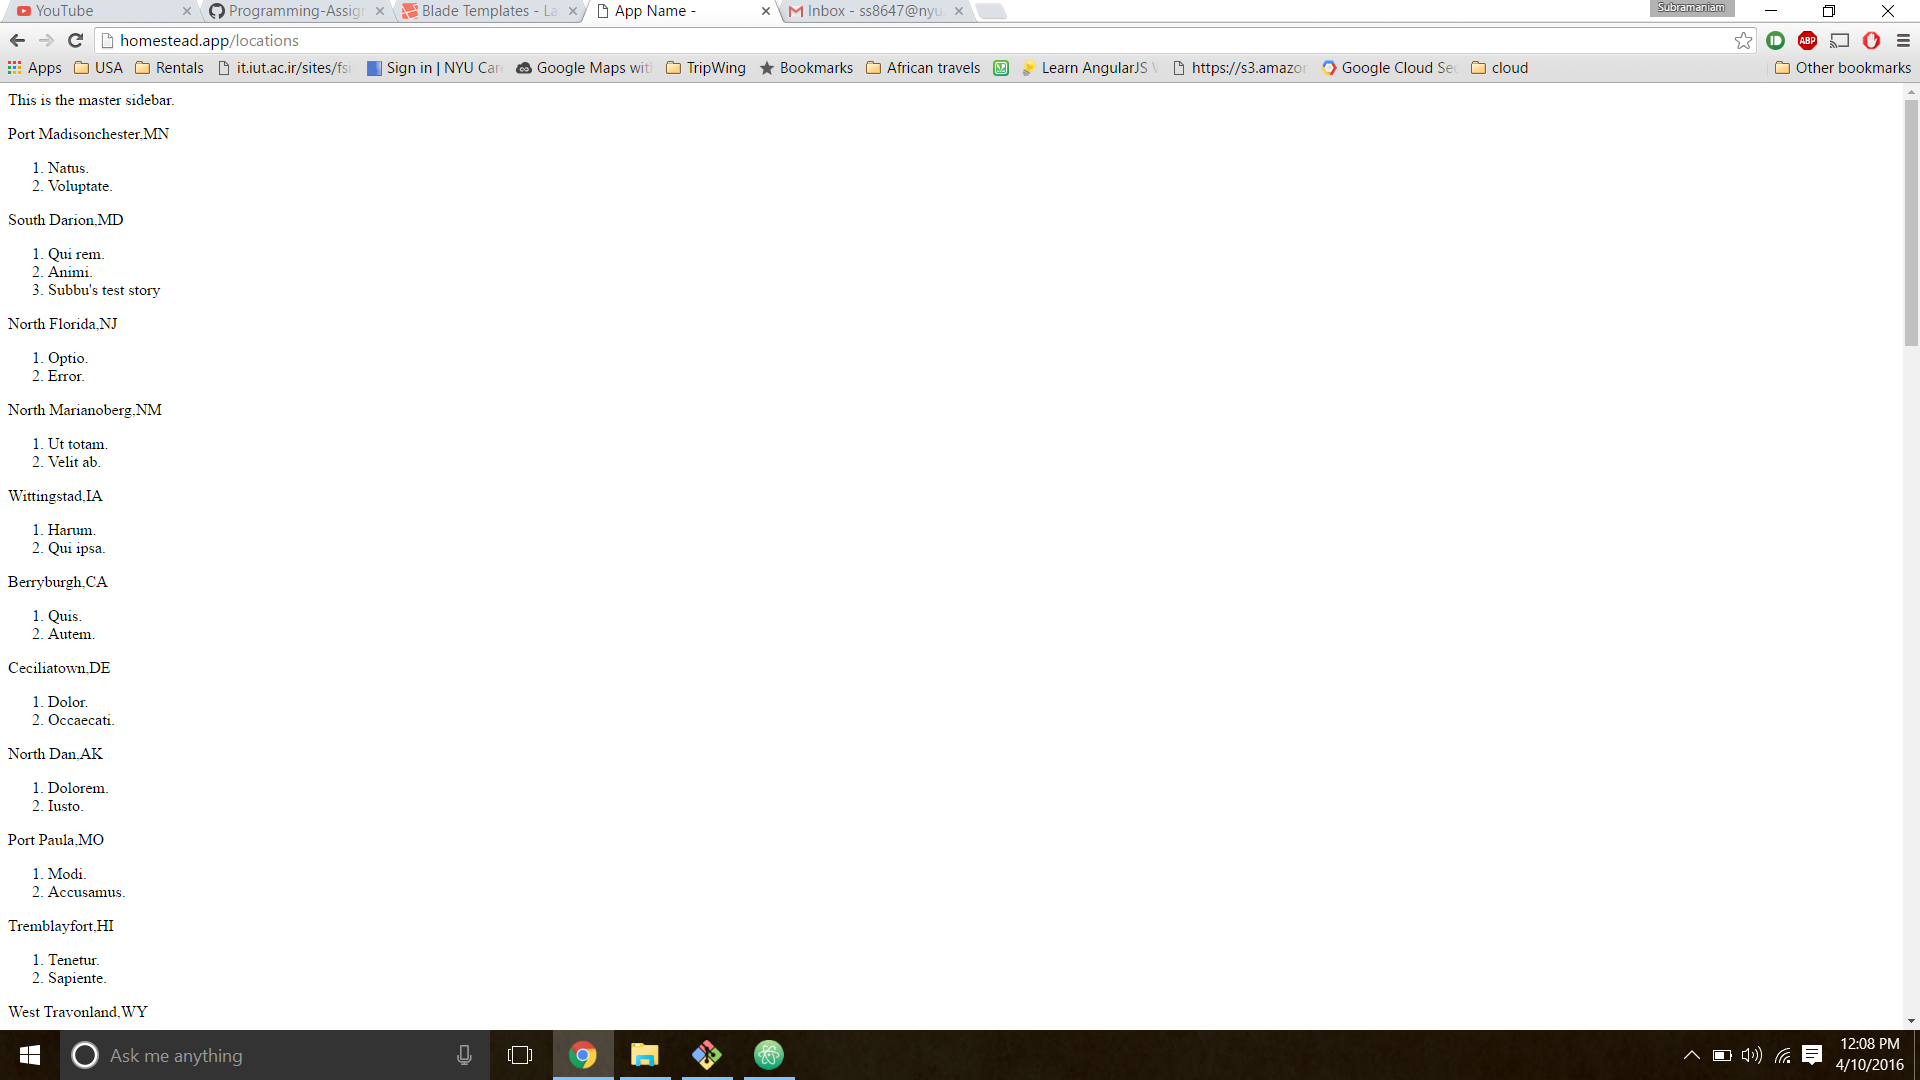 YouTube
Programming-Assig
Blade Templates - La
App Name -
Inbox - ss8647@nyu.
Subramaniam
homestead.app/locations
Apps
USA
Rentals
it.iut.ac.ir/sites/fsi
Sign in | NYU Car
Google Maps wit
TripWing
Bookmarks
African travels
Learn AngularJS
https://s3.amazo
Google Cloud Se
cloud
Other bookmarks
This is the master sidebar.
Port Madisonchester,MN
1. Natus.
2. Voluptate.
South Darion,MD
1. Qui rem.
2. Animi.
3. Subbu's test story
North Florida,NJ
1. Optio.
2. Error.
North Marianoberg,NM
1. Ut totam.
2. Velit ab.
Wittingstad,IA
1. Harum.
2. Qui ipsa.
Berryburgh,CA
1. Quis.
2. Autem.
Ceciliatown,DE
1. Dolor.
2. Occaecati.
North Dan,AK
1. Dolorem.
2. Iusto.
Port Paula,MO
1. Modi.
2. Accusamus.
Tremblayfort,HI
1. Tenetur.
2. Sapiente.
West Travonland,WY
Ask me anything
12:08 PM
4/10/2016
ABP